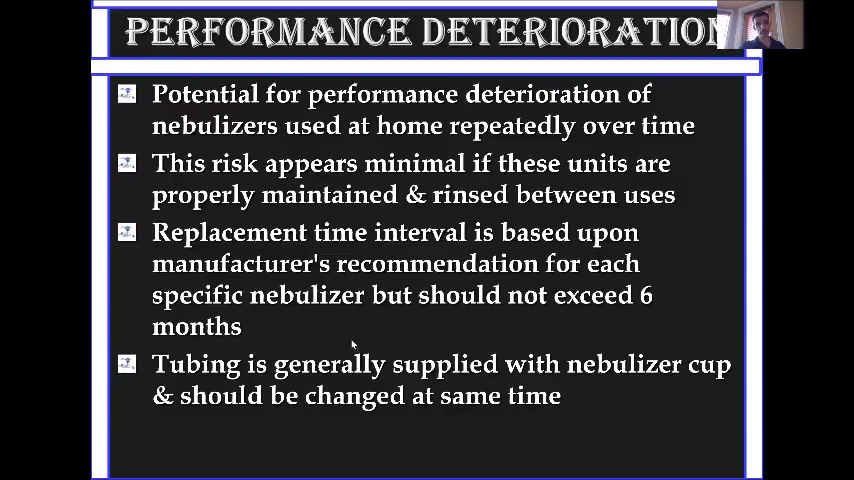 PERFORMANCE DETERIORATION
Potential for performance deterioration of
nebulizers used at home repeatedly over time
This risk appears minimal if these units are
properly maintained & rinsed between uses
Replacement time interval is based upon
manufacturer's recommendation for each
specific nebulizer but should not exceed 6
months
Tubing is generally supplied with nebulizer cup
& should be changed at same time